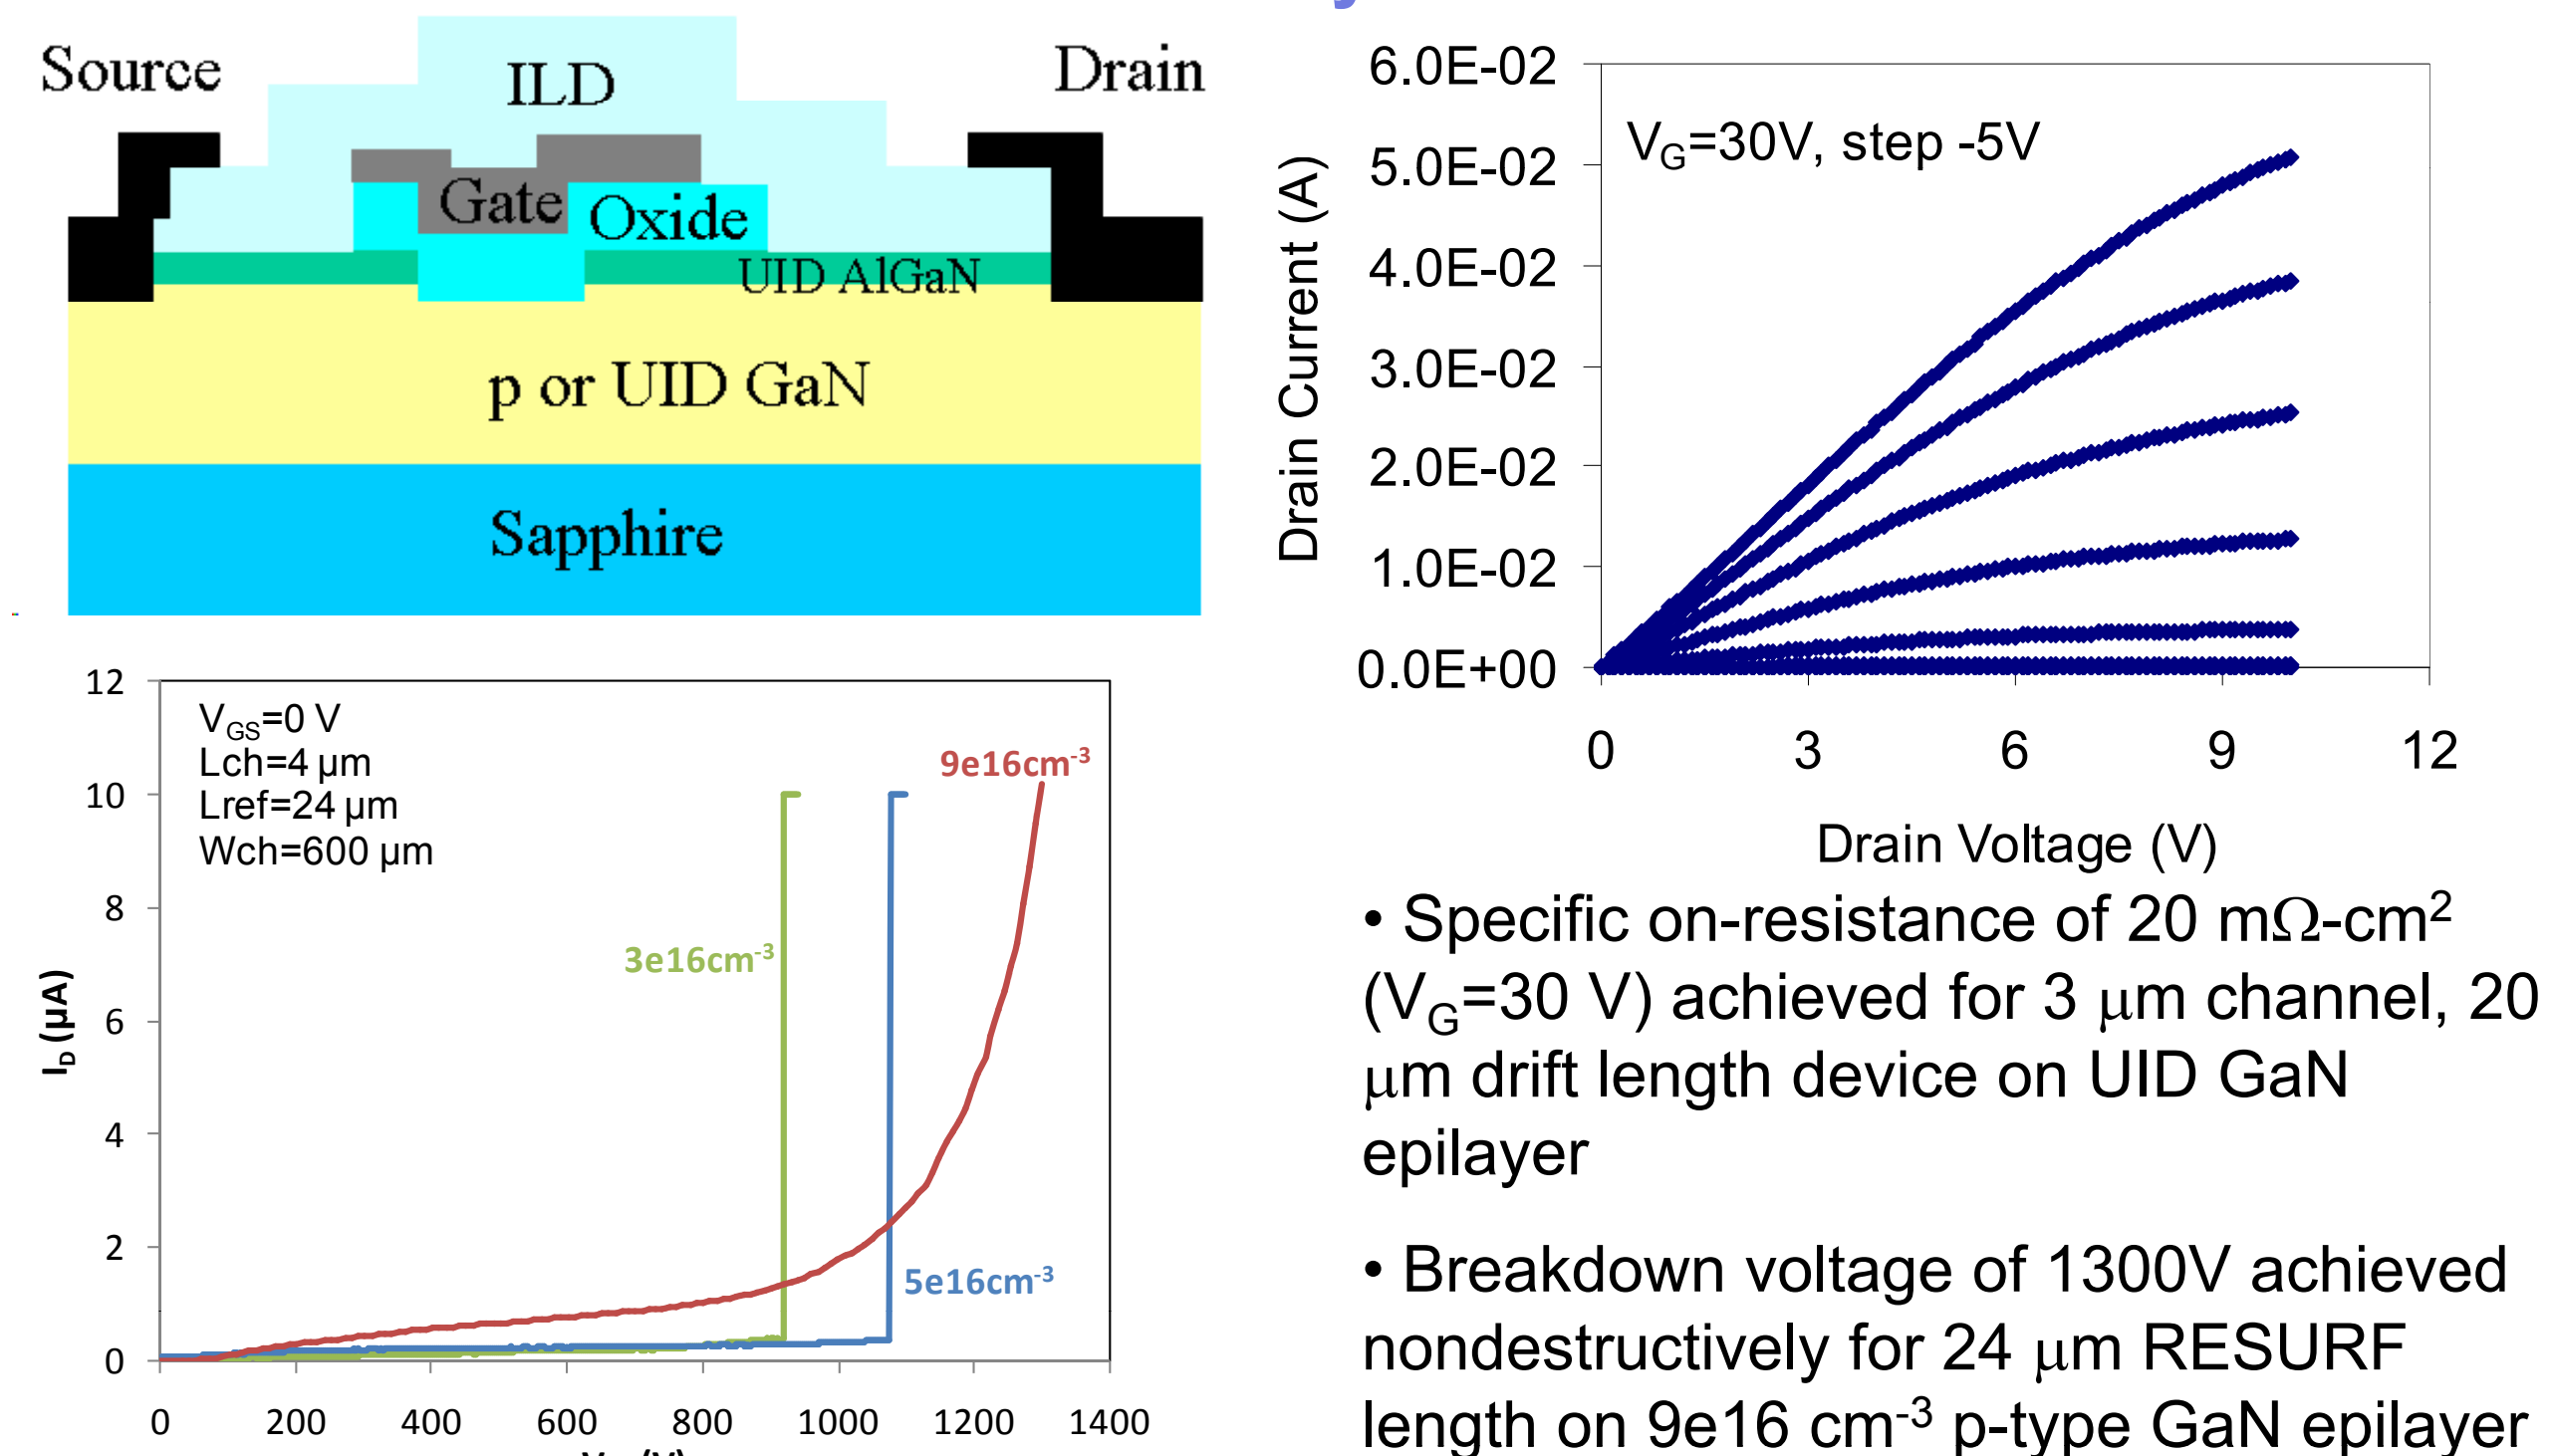 Source
ILD
Drain
Gate
Oxide
UID AlGaN
p or UID GaN
Sapphire
6.0E-02
5.0E-02
4.0E-02
3.0E-02
2.0E-02
1.0E-02
0.0E+00
Drain Current (A)
V_G=30V, step -5V
0 3 6 9 12
Drain Voltage (V)
12
10
8
6
4
2
0
I_D (µA)
V_GS=0 V
Lch=4 µm
Lref=24 µm
Wch=600 µm
9e16cm⁻³
3e16cm⁻³
5e16cm⁻³
0 200 400 600 800 1000 1200 1400
(V)
• Specific on-resistance of 20 mΩ-cm²
(V_G=30 V) achieved for 3 µm channel, 20
µm drift length device on UID GaN
epilayer
• Breakdown voltage of 1300V achieved
nondestructively for 24 µm RESURF
length on 9e16 cm⁻³ p-type GaN epilayer